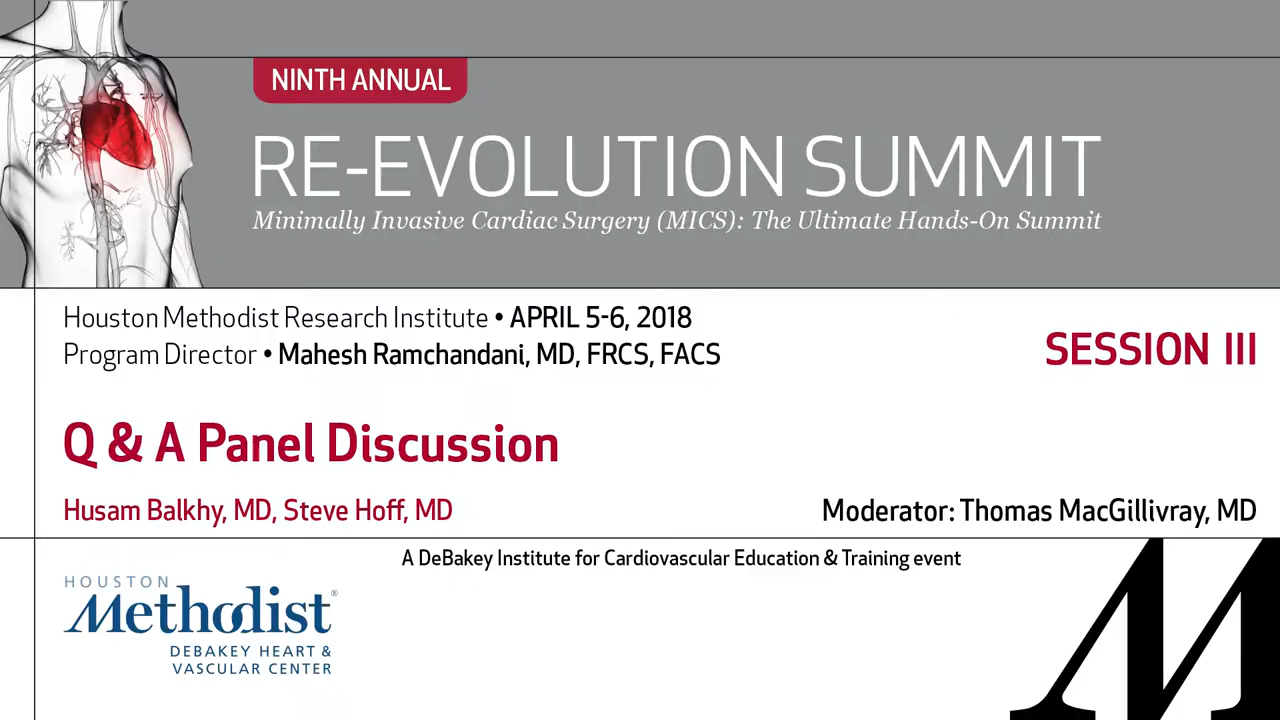 NINTH ANNUAL
RE-EVOLUTION SUMMIT
Minimally Invasive Cardiac Surgery (MICS): The Ultimate Hands-On Summit
Houston Methodist Research Institute • APRIL 5-6, 2018
Program Director • Mahesh Ramchandani, MD, FRCS, FACS
SESSION III
Q & A Panel Discussion
Husam Balkhy, MD, Steve Hoff, MD
Moderator: Thomas MacGillivray, MD
A DeBakey Institute for Cardiovascular Education & Training event
HOUSTON
Methodist®
DEBAKEY HEART &
VASCULAR CENTER
M